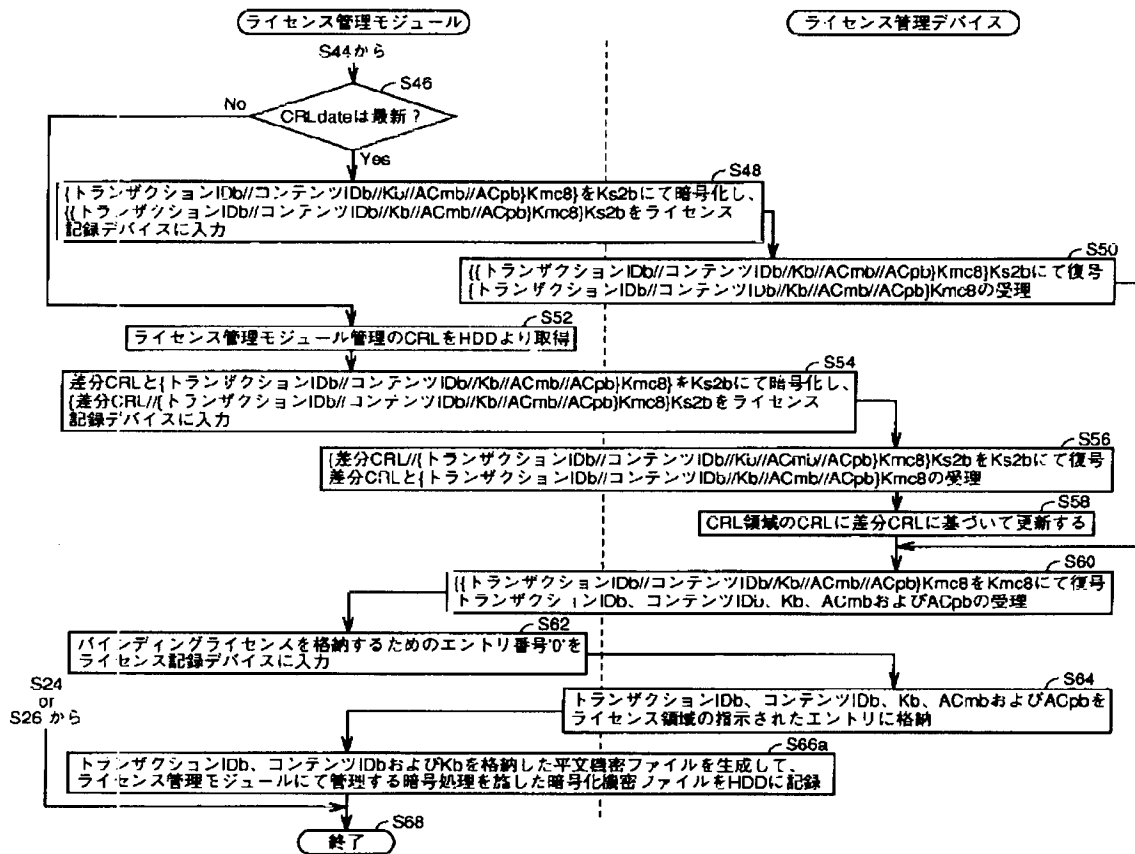 ライセンス管理モジュール
ライセンス管理デバイス
S44から
S46
CRLdateは最新?
No
Yes
S48
{トランザクションIDb//コンテンツIDb//Kb//ACmb//ACpb}Kmc8}をKs2bにて暗号化し、
{{トランザクションIDb//コンテンツIDb//Kb//ACmb//ACpb}Kmc8}Ks2bをライセンス
記録デバイスに入力
S50
{{トランザクションIDb//コンテンツIDb//Kb//ACmb//ACpb}Kmc8}Ks2bにて復号
{トランザクションIDb//コンテンツIDb//Kb//ACmb//ACpb}Kmc8の受理
S52
ライセンス管理モジュール管理のCRLをHDDより取得
S54
差分CRLと{トランザクションIDb//コンテンツIDb//Kb//ACmb//ACpb}Kmc8}をKs2bにて暗号化し、
{差分CRL//{トランザクションIDb//コンテンツIDb//Kb//ACmb//ACpb}Kmc8}Ks2bをライセンス
記録デバイスに入力
S56
{差分CRL//{トランザクションIDb//コンテンツIDb//Kb//ACmb//ACpb}Kmc8}Ks2bをKs2bにて復号
差分CRLと{トランザクションIDb//コンテンツIDb//Kb//ACmb//ACpb}Kmc8の受理
S58
CRL領域のCRLに差分CRLに基づいて更新する
S60
{{トランザクションIDb//コンテンツIDb//Kb//ACmb//ACpb}Kmc8をKmc8にて復号
トランザクションIDb、コンテンツIDb、Kb、ACmbおよびACpbの受理
S62
バインディングライセンスを格納するためのエントリ番号'0'を
ライセンス記録デバイスに入力
S64
トランザクションIDb、コンテンツIDb、Kb、ACmbおよびACpbを
ライセンス領域の指示されたエントリに格納
S24
or
S26から
S66a
トランザクションIDb、コンテンツIDbおよびKbを格納した平文機密ファイルを生成して、
ライセンス管理モジュールにて管理する暗号処理を施した暗号化機密ファイルをHDDに記録
S68
終了